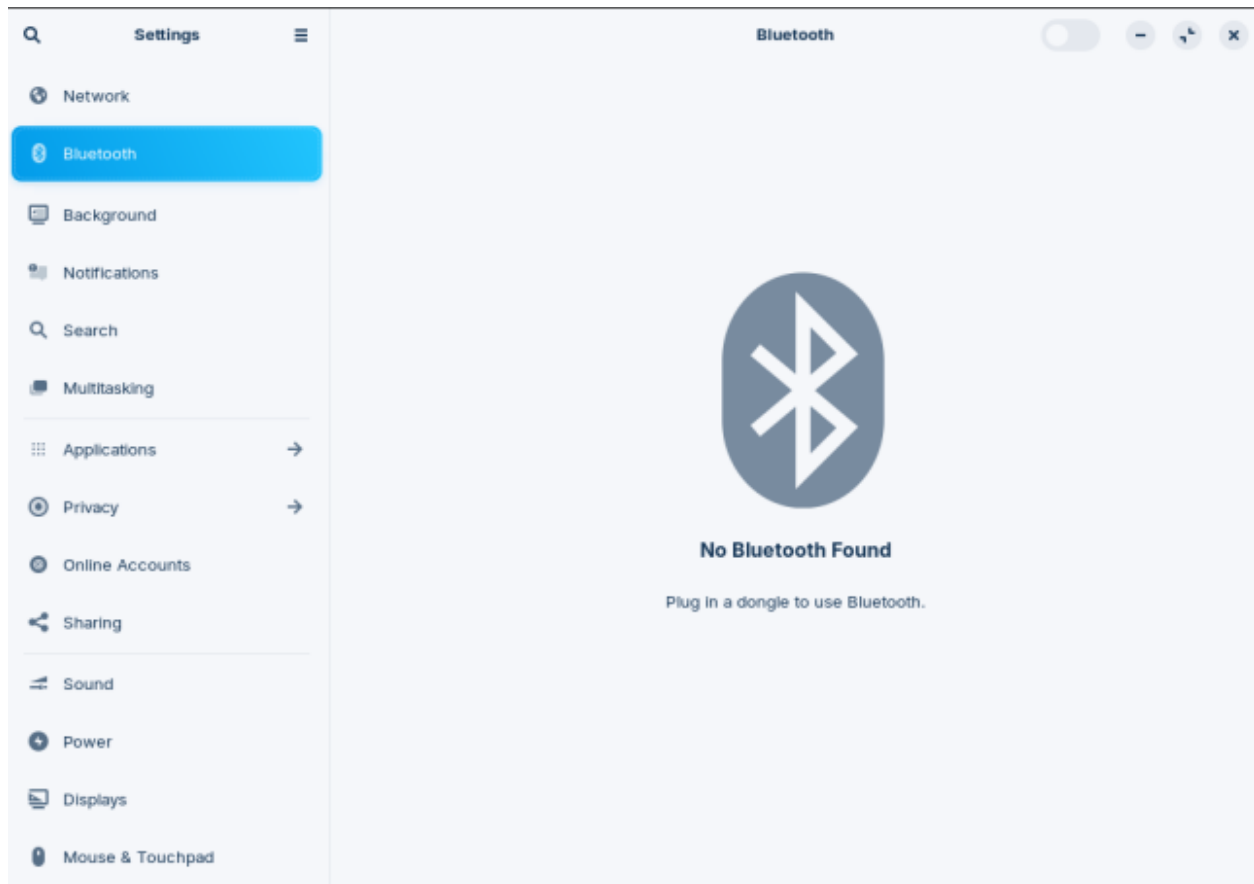 Settings
Bluetooth
Network
Bluetooth
Background
Notifications
Search
Multitasking
Applications
Privacy
Online Accounts
Sharing
Sound
Power
Displays
Mouse & Touchpad
No Bluetooth Found
Plug in a dongle to use Bluetooth.